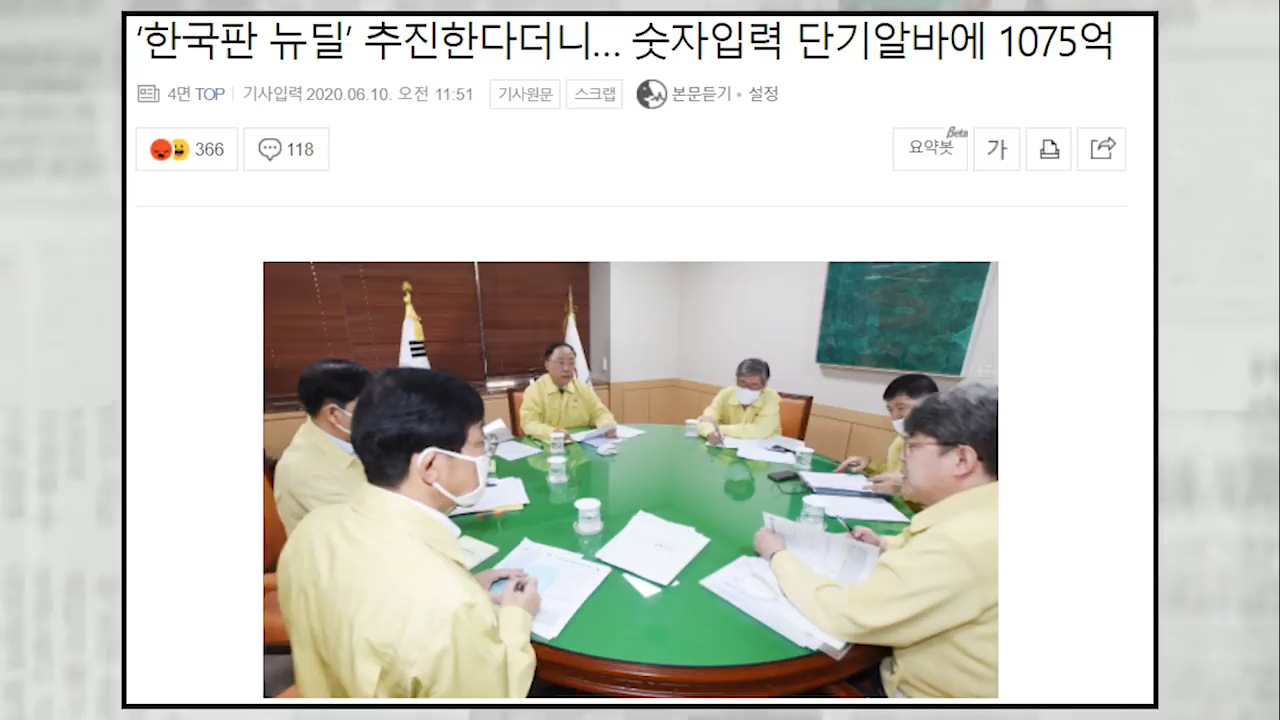 '한국판 뉴딜' 추진한다더니... 숫자입력 단기알바에 1075억
4면 TOP 기사입력 2020.06.10. 오전 11:51 기사원문 스크랩 본문듣기 • 설정
366 118 요약봇 Beta 가